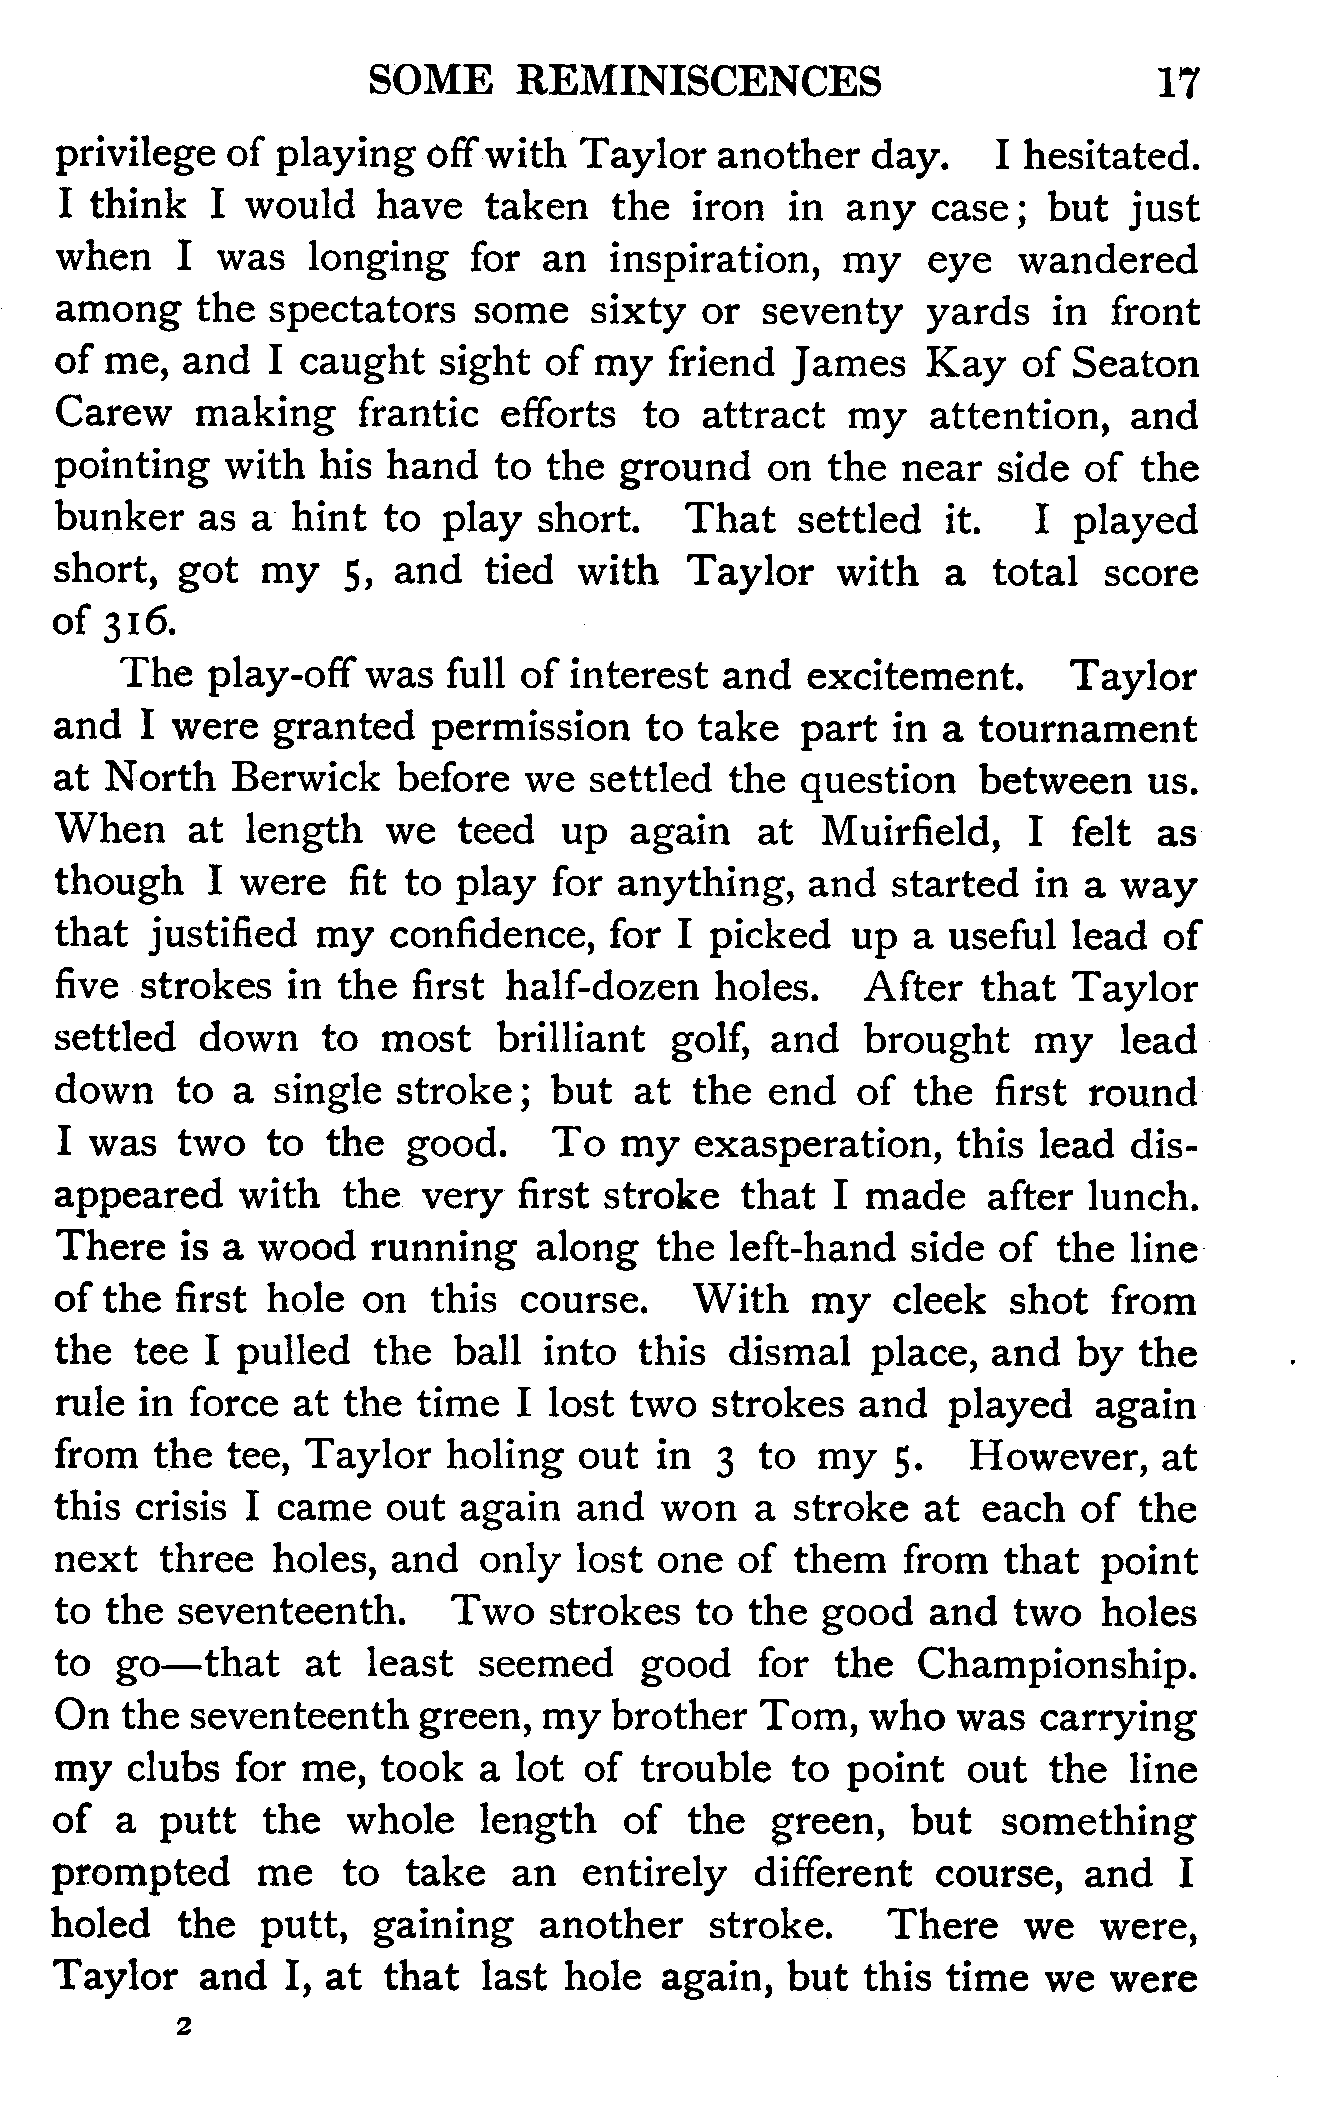 SOME REMINISCENCES 17
privilege of playing off with Taylor another day. I hesitated.
I think I would have taken the iron in any case; but just
when I was longing for an inspiration, my eye wandered
among the spectators some sixty or seventy yards in front
of me, and I caught sight of my friend James Kay of Seaton
Carew making frantic efforts to attract my attention, and
pointing with his hand to the ground on the near side of the
bunker as a hint to play short. That settled it. I played
short, got my 5, and tied with Taylor with a total score
of 316.
The play-off was full of interest and excitement. Taylor
and I were granted permission to take part in a tournament
at North Berwick before we settled the question between us.
When at length we teed up again at Muirfield, I felt as
though I were fit to play for anything, and started in a way
that justified my confidence, for I picked up a useful lead of
five strokes in the first half-dozen holes. After that Taylor
settled down to most brilliant golf, and brought my lead
down to a single stroke; but at the end of the first round
I was two to the good. To my exasperation, this lead dis-
appeared with the very first stroke that I made after lunch.
There is a wood running along the left-hand side of the line
of the first hole on this course. With my cleek shot from
the tee I pulled the ball into this dismal place, and by the
rule in force at the time I lost two strokes and played again
from the tee, Taylor holing out in 3 to my 5. However, at
this crisis I came out again and won a stroke at each of the
next three holes, and only lost one of them from that point
to the seventeenth. Two strokes to the good and two holes
to go—that at least seemed good for the Championship.
On the seventeenth green, my brother Tom, who was carrying
my clubs for me, took a lot of trouble to point out the line
of a putt the whole length of the green, but something
prompted me to take an entirely different course, and I
holed the putt, gaining another stroke. There we were,
Taylor and I, at that last hole again, but this time we were
2